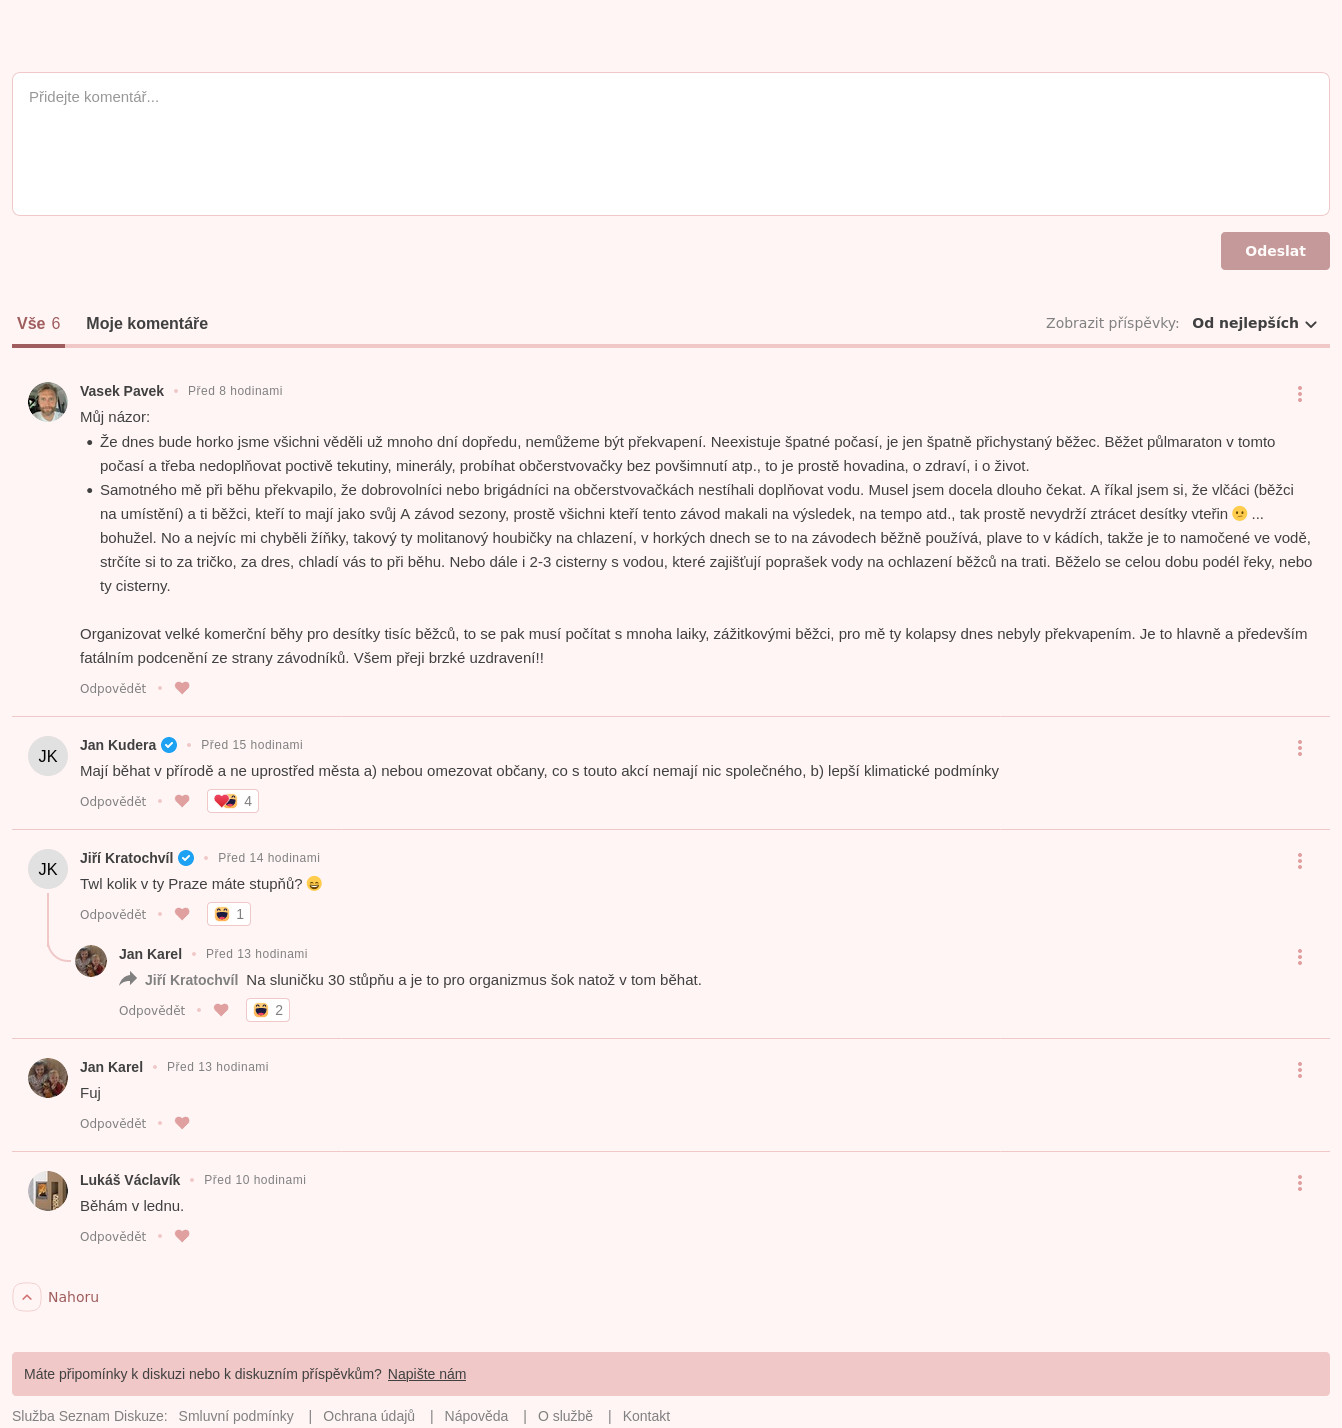 Přidejte komentář...
Odeslat
Vše 6 Moje komentáře Zobrazit příspěvky: Od nejlepších
Vasek Pavek • Před 8 hodinami
Můj názor:
• Že dnes bude horko jsme všichni věděli už mnoho dní dopředu, nemůžeme být překvapení. Neexistuje špatné počasí, je jen špatně přichystaný běžec. Běžet půlmaraton v tomto
počasí a třeba nedoplňovat poctivě tekutiny, minerály, probíhat občerstvovačky bez povšimnutí atp., to je prostě hovadina, o zdraví, i o život.
• Samotného mě při běhu překvapilo, že dobrovolníci nebo brigádníci na občerstvovačkách nestíhali doplňovat vodu. Musel jsem docela dlouho čekat. A říkal jsem si, že vlčáci (běžci
na umístění) a ti běžci, kteří to mají jako svůj A závod sezony, prostě všichni kteří tento závod makali na výsledek, na tempo atd., tak prostě nevydrží ztrácet desítky vteřin 🫤 ...
bohužel. No a nejvíc mi chyběli žíňky, takový ty molitanový houbičky na chlazení, v horkých dnech se to na závodech běžně používá, plave to v kádích, takže je to namočené ve vodě,
strčíte si to za tričko, za dres, chladí vás to při běhu. Nebo dále i 2-3 cisterny s vodou, které zajišťují poprašek vody na ochlazení běžců na trati. Běželo se celou dobu podél řeky, nebo
ty cisterny.
Organizovat velké komerční běhy pro desítky tisíc běžců, to se pak musí počítat s mnoha laiky, zážitkovými běžci, pro mě ty kolapsy dnes nebyly překvapením. Je to hlavně a především
fatálním podcenění ze strany závodníků. Všem přeji brzké uzdravení!!
Odpovědět
JK Jan Kudera • Před 15 hodinami
Mají běhat v přírodě a ne uprostřed města a) nebou omezovat občany, co s touto akcí nemají nic společného, b) lepší klimatické podmínky
Odpovědět 4
JK Jiří Kratochvíl • Před 14 hodinami
Twl kolik v ty Praze máte stupňů? 😄
Odpovědět 1
Jan Karel • Před 13 hodinami
Jiří Kratochvíl Na sluníčku 30 stůpňu a je to pro organizmus šok natož v tom běhat.
Odpovědět 2
Jan Karel • Před 13 hodinami
Fuj
Odpovědět
Lukáš Václavík • Před 10 hodinami
Běhám v lednu.
Odpovědět
Nahoru
Máte připomínky k diskuzi nebo k diskuzním příspěvkům? Napište nám
Služba Seznam Diskuze: Smluvní podmínky | Ochrana údajů | Nápověda | O službě | Kontakt